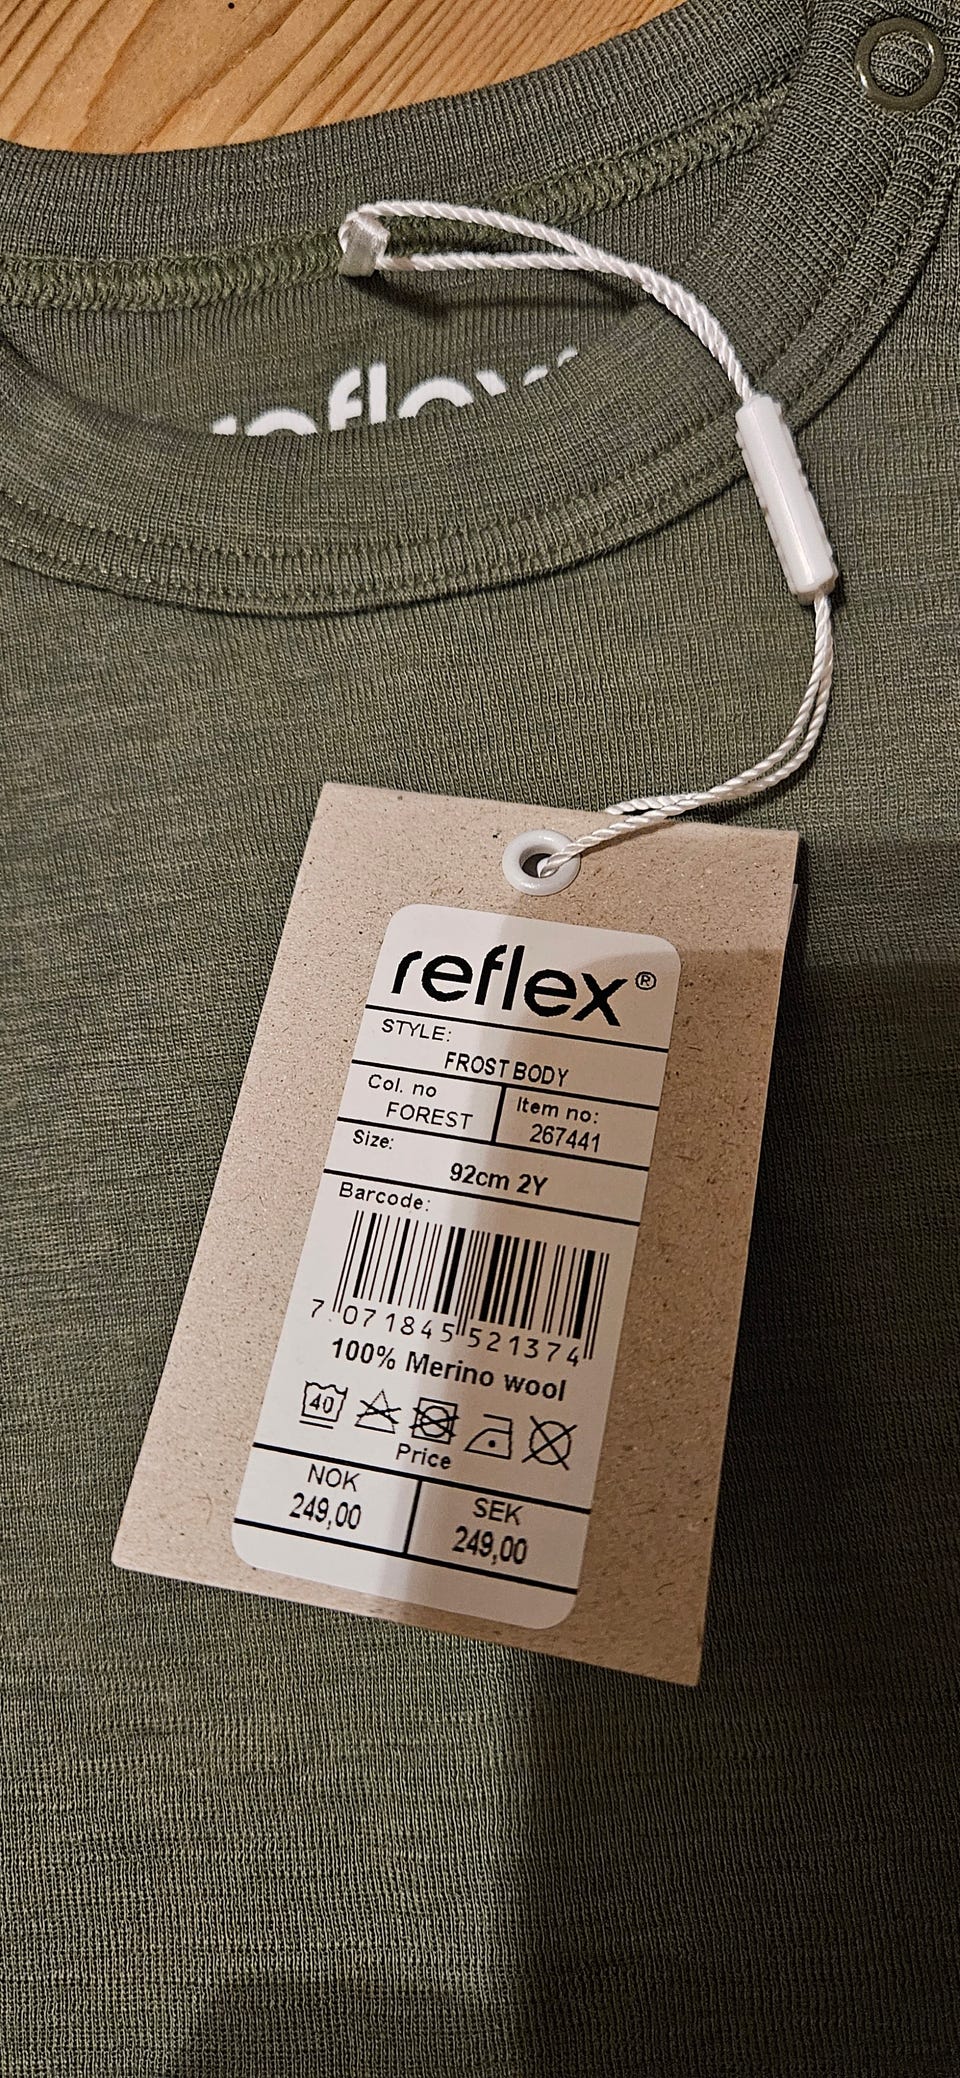 reflex
reflex®
STYLE:
FROST BODY
Col. no
FOREST
Item no:
267441
Size:
92cm 2Y
Barcode:
7 071845 521374
100% Merino wool
40
Price
NOK
249,00
SEK
249,00